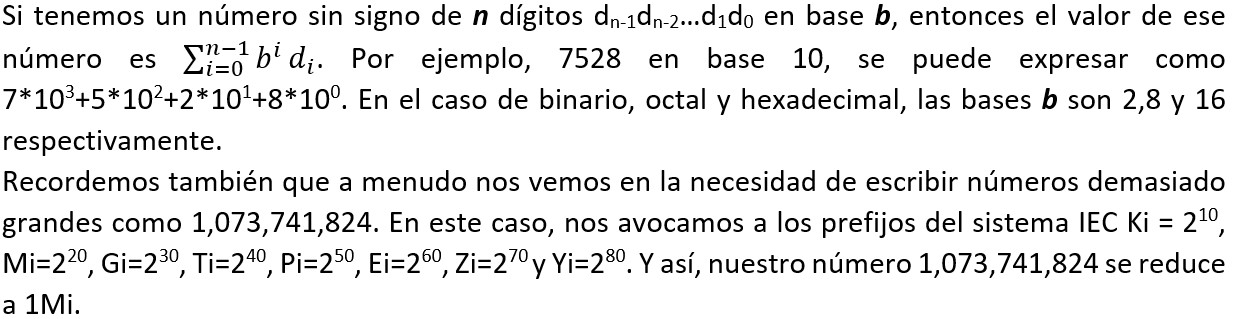 Si tenemos un número sin signo de n dígitos dₙ₋₁dₙ₋₂...d₁d₀ en base b, entonces el valor de ese
número es ∑ᵢ₌₀ⁿ⁻¹ bⁱ dᵢ. Por ejemplo, 7528 en base 10, se puede expresar como
7*10³+5*10²+2*10¹+8*10⁰. En el caso de binario, octal y hexadecimal, las bases b son 2,8 y 16
respectivamente.
Recordemos también que a menudo nos vemos en la necesidad de escribir números demasiado
grandes como 1,073,741,824. En este caso, nos avocamos a los prefijos del sistema IEC Ki = 2¹⁰,
Mi=2²⁰, Gi=2³⁰, Ti=2⁴⁰, Pi=2⁵⁰, Ei=2⁶⁰, Zi=2⁷⁰ y Yi=2⁸⁰. Y así, nuestro número 1,073,741,824 se reduce
a 1Mi.